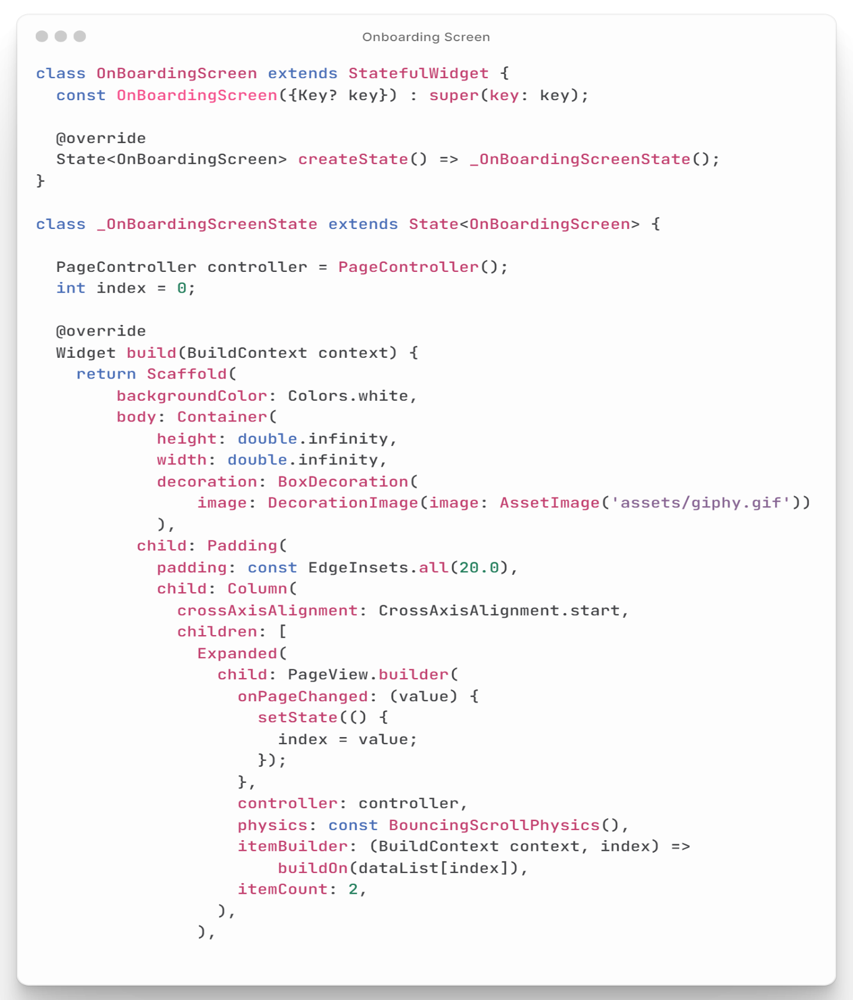 Onboarding Screen
class OnBoardingScreen extends StatefulWidget {
  const OnBoardingScreen({Key? key}) : super(key: key);

  @override
  State<OnBoardingScreen> createState() => _OnBoardingScreenState();
}

class _OnBoardingScreenState extends State<OnBoardingScreen> {

  PageController controller = PageController();
  int index = 0;

  @override
  Widget build(BuildContext context) {
    return Scaffold(
        backgroundColor: Colors.white,
        body: Container(
            height: double.infinity,
            width: double.infinity,
            decoration: BoxDecoration(
                image: DecorationImage(image: AssetImage('assets/giphy.gif'))
            ),
          child: Padding(
            padding: const EdgeInsets.all(20.0),
            child: Column(
              crossAxisAlignment: CrossAxisAlignment.start,
              children: [
                Expanded(
                  child: PageView.builder(
                    onPageChanged: (value) {
                      setState(() {
                        index = value;
                      });
                    },
                    controller: controller,
                    physics: const BouncingScrollPhysics(),
                    itemBuilder: (BuildContext context, index) =>
                        buildOn(dataList[index]),
                    itemCount: 2,
                  ),
                ),